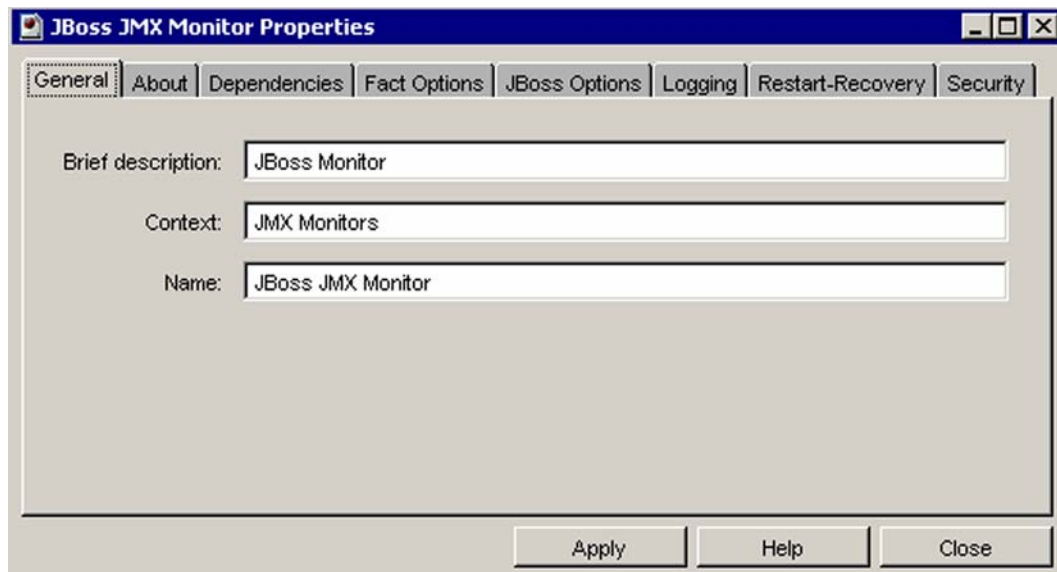 JBoss JMX Monitor Properties
General About Dependencies Fact Options JBoss Options Logging Restart-Recovery Security
Brief description: JBoss Monitor
Context: JMX Monitors
Name: JBoss JMX Monitor
Apply Help Close